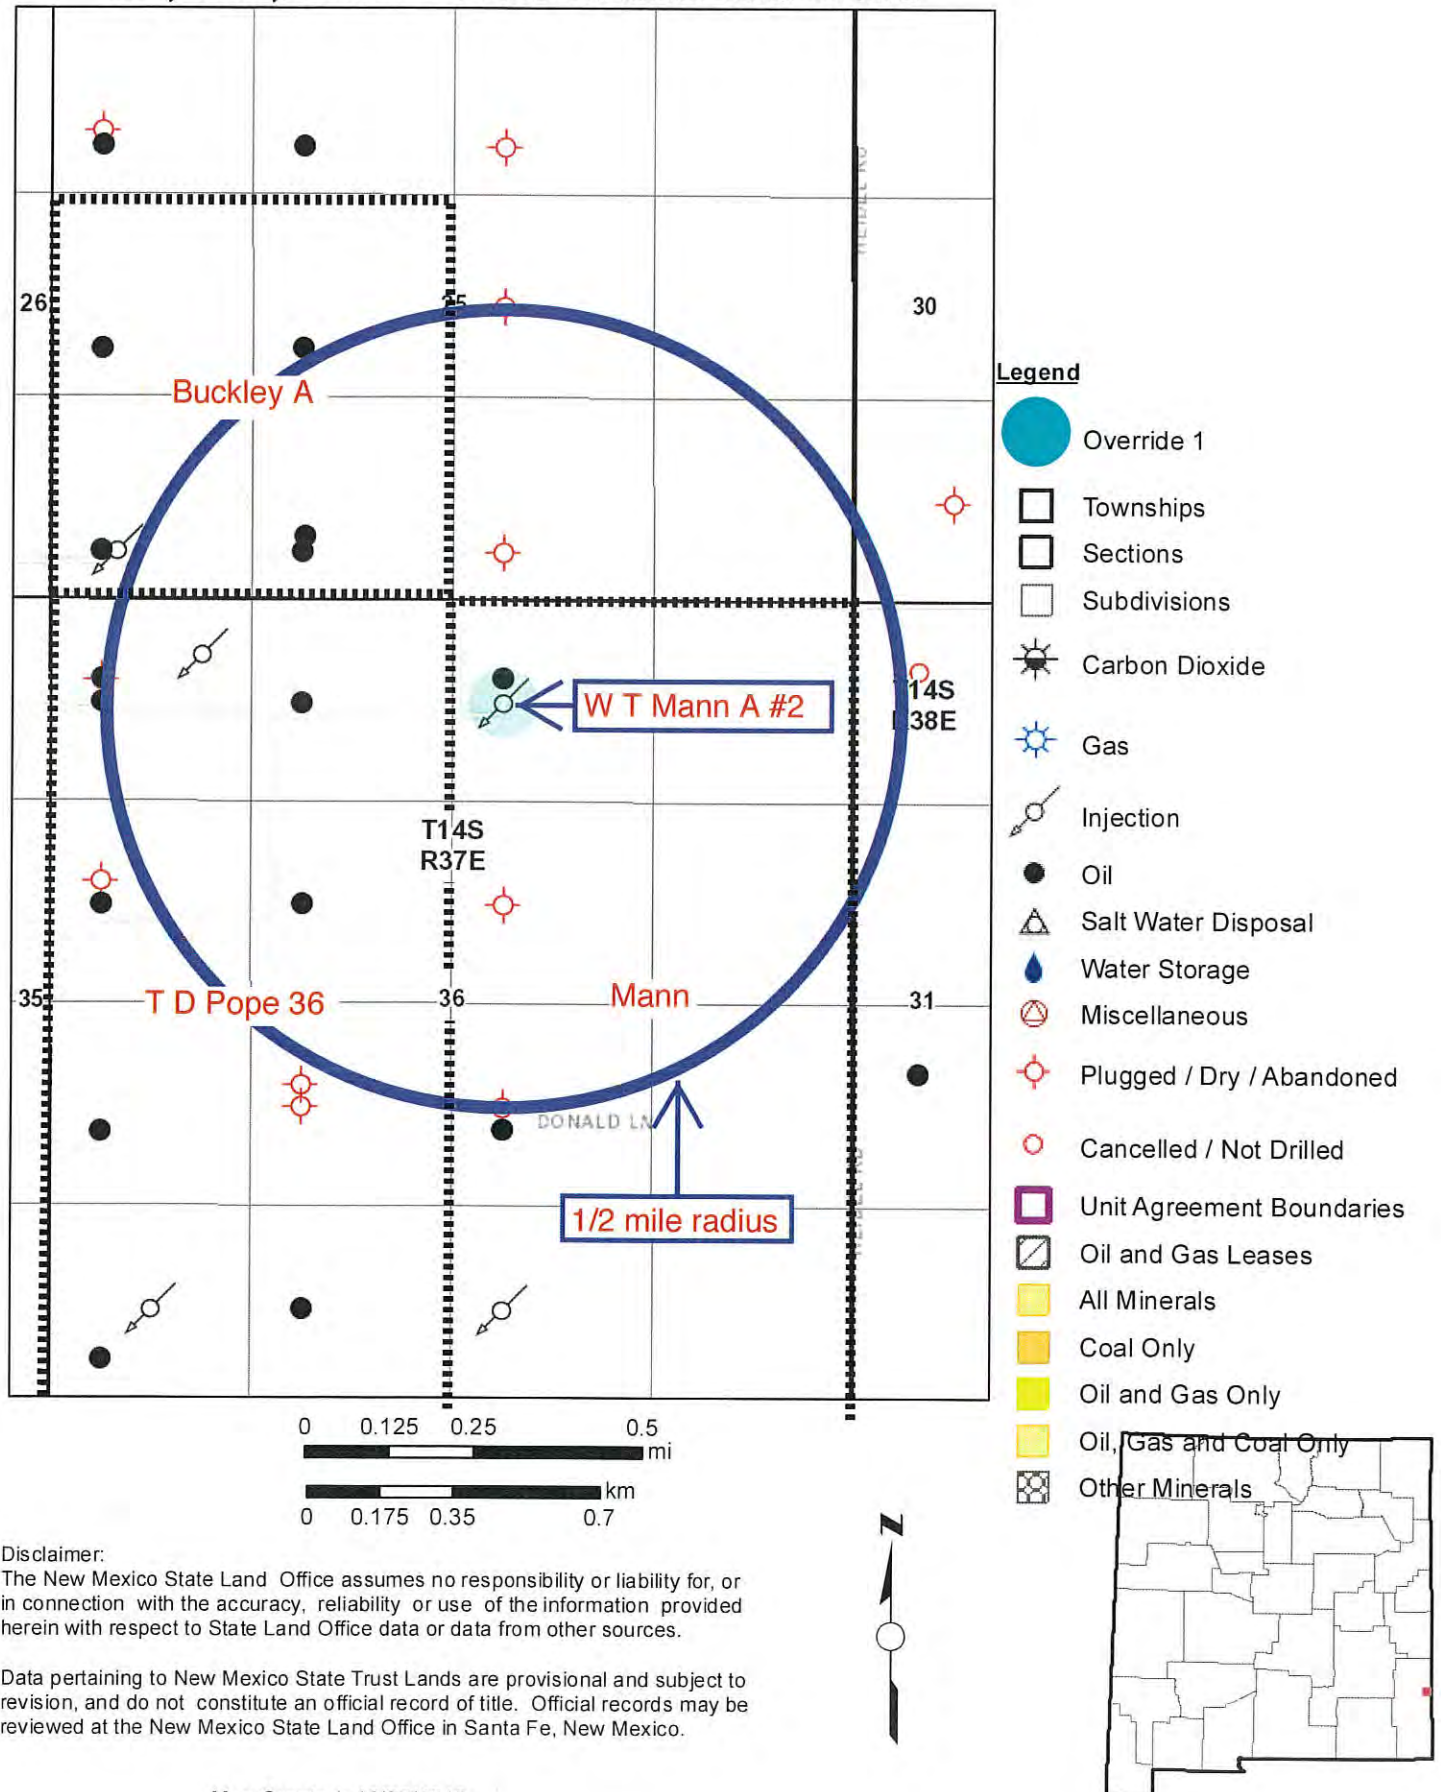 26
25
30
Buckley A
W T Mann A #2
T14S
R38E
T14S
R37E
35
T D Pope 36
36
Mann
31
DONALD LN
1/2 mile radius
0 0.125 0.25 0.5
mi
km
0 0.175 0.35 0.7
Legend
Override 1
Townships
Sections
Subdivisions
Carbon Dioxide
Gas
Injection
Oil
Salt Water Disposal
Water Storage
Miscellaneous
Plugged / Dry / Abandoned
Cancelled / Not Drilled
Unit Agreement Boundaries
Oil and Gas Leases
All Minerals
Coal Only
Oil and Gas Only
Oil, Gas and Coal Only
Other Minerals
N
Disclaimer:
The New Mexico State Land Office assumes no responsibility or liability for, or
in connection with the accuracy, reliability or use of the information provided
herein with respect to State Land Office data or data from other sources.
Data pertaining to New Mexico State Trust Lands are provisional and subject to
revision, and do not constitute an official record of title. Official records may be
reviewed at the New Mexico State Land Office in Santa Fe, New Mexico.